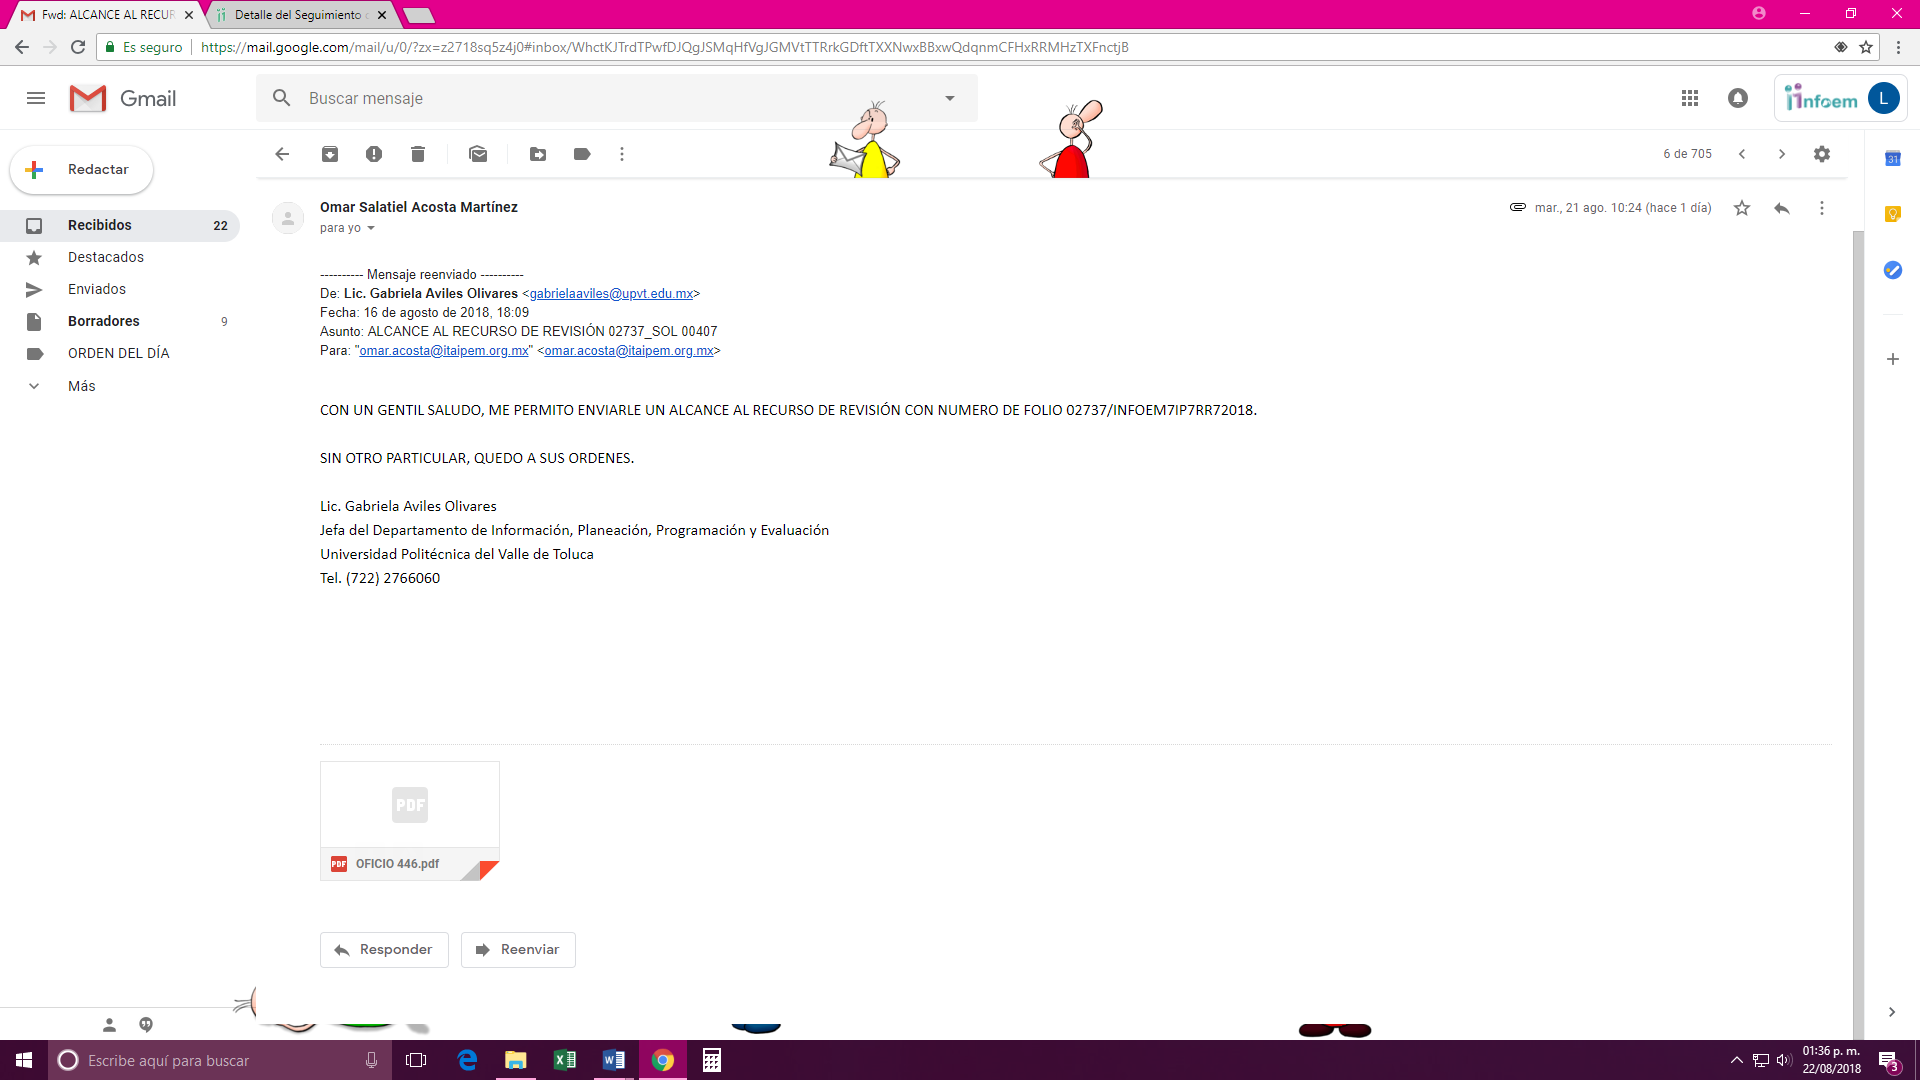 Fwd: ALCANCE AL RECUR
Detalle del Seguimiento
Es seguro
https://mail.google.com/mail/u/0/?zx=z2718sq5z4j0#inbox/WhctKJTrdTPwfDJQgJSMqHfVgJGMVtTTRrkGDftTXXNwxBBxwQdqnmCFHxRRMHzTXFnctjB
Gmail
Buscar mensaje
infoem
L
Redactar
6 de 705
31
Omar Salatiel Acosta Martínez
mar., 21 ago. 10:24 (hace 1 día)
para yo
Recibidos 22
Destacados
Enviados
Borradores 9
ORDEN DEL DÍA
Más
---------- Mensaje reenviado ----------
De: Lic. Gabriela Aviles Olivares <gabrielaaviles@upvt.edu.mx>
Fecha: 16 de agosto de 2018, 18:09
Asunto: ALCANCE AL RECURSO DE REVISIÓN 02737_SOL 00407
Para: "omar.acosta@itaipem.org.mx" <omar.acosta@itaipem.org.mx>
CON UN GENTIL SALUDO, ME PERMITO ENVIARLE UN ALCANCE AL RECURSO DE REVISIÓN CON NUMERO DE FOLIO 02737/INFOEM7IP7RR72018.
SIN OTRO PARTICULAR, QUEDO A SUS ORDENES.
Lic. Gabriela Aviles Olivares
Jefa del Departamento de Información, Planeación, Programación y Evaluación
Universidad Politécnica del Valle de Toluca
Tel. (722) 2766060
PDF
PDF OFICIO 446.pdf
Responder
Reenviar
Escribe aquí para buscar
01:36 p. m.
22/08/2018
3